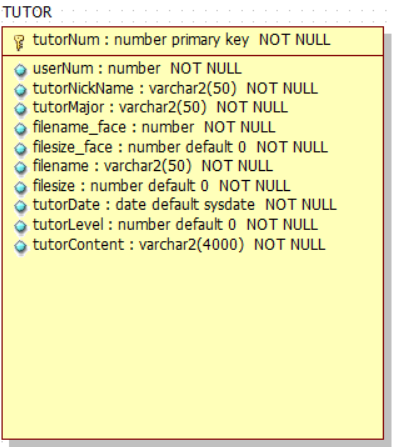 TUTOR
tutorNum : number primary key  NOT NULL
userNum : number  NOT NULL
tutorNickName : varchar2(50)  NOT NULL
tutorMajor : varchar2(50)  NOT NULL
filename_face : number  NOT NULL
filesize_face : number default 0  NOT NULL
filename : varchar2(50)  NOT NULL
filesize : number default 0  NOT NULL
tutorDate : date default sysdate  NOT NULL
tutorLevel : number default 0  NOT NULL
tutorContent : varchar2(4000)  NOT NULL